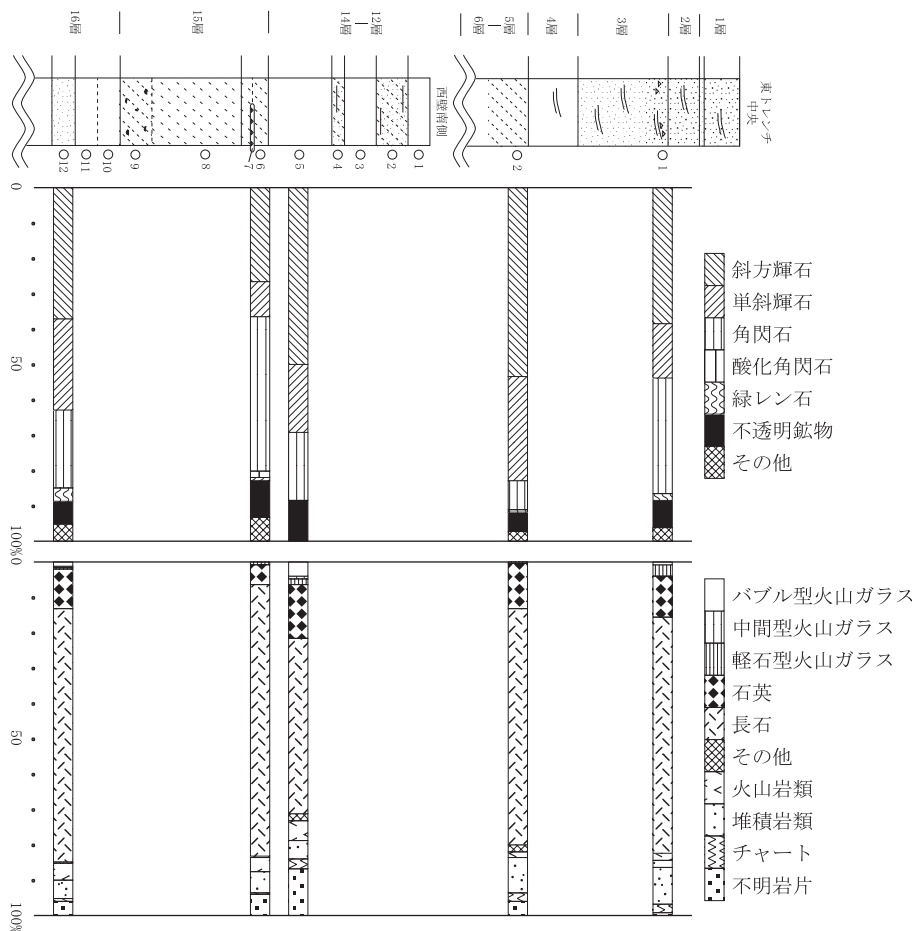 16層
15層
12層
|
14層
5層
|
6層
4層
3層
2層
1層
西壁南側
東トレンチ
中央
12
11
10
9
8
7
6
5
4
3
2
1
2
1
0
50
100%
斜方輝石
単斜輝石
角閃石
酸化角閃石
緑レン石
不透明鉱物
その他
0
50
100%
バブル型火山ガラス
中間型火山ガラス
軽石型火山ガラス
石英
長石
その他
火山岩類
堆積岩類
チャート
不明岩片